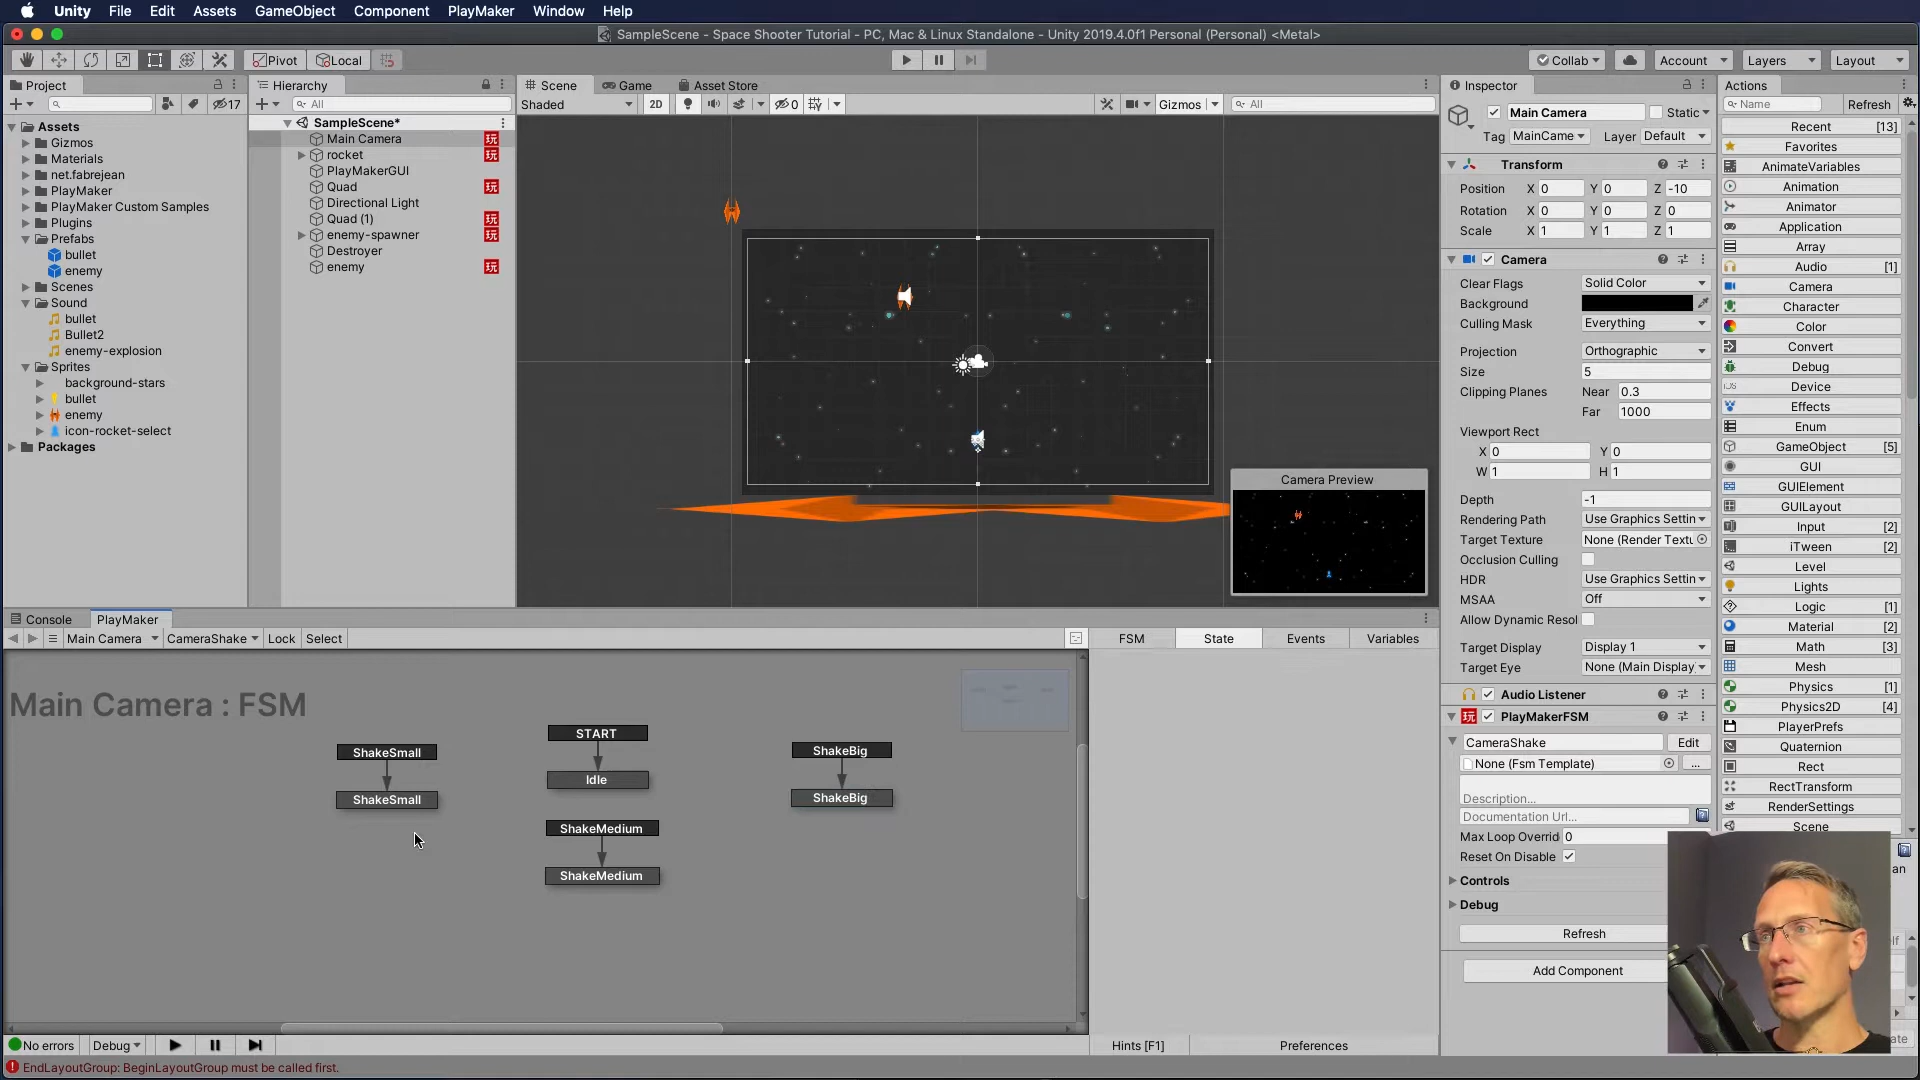 Unity File Edit Assets GameObject Component PlayMaker Window Help
SampleScene - Space Shooter Tutorial - PC, Mac & Linux Standalone - Unity 2019.4.0f1 Personal (Personal) <Metal>
Pivot Local Collab Account Layers Layout
Project
17
Assets
Gizmos
Materials
net.fabrejean
PlayMaker
PlayMaker Custom Samples
Plugins
Prefabs
bullet
enemy
Scenes
Sound
bullet
Bullet2
enemy-explosion
Sprites
background-stars
bullet
enemy
icon-rocket-select
Packages
Hierarchy
All
SampleScene*
Main Camera
rocket
PlayMakerGUI
Quad
Directional Light
Quad (1)
enemy-spawner
Destroyer
enemy
Scene Game Asset Store
Shaded 2D 0 Gizmos All
Camera Preview
Inspector
Main Camera Static
Tag MainCame Layer Default
Transform
Position X 0 Y 0 Z -10
Rotation X 0 Y 0 Z 0
Scale X 1 Y 1 Z 1
Camera
Clear Flags Solid Color
Background
Culling Mask Everything
Projection Orthographic
Size 5
Clipping Planes Near 0.3
Far 1000
Viewport Rect
X 0 Y 0
W 1 H 1
Depth -1
Rendering Path Use Graphics Settin
Target Texture None (Render Textu
Occlusion Culling
HDR Use Graphics Settin
MSAA Off
Allow Dynamic Resol
Target Display Display 1
Target Eye None (Main Display
Audio Listener
玩 PlayMakerFSM
CameraShake Edit
None (Fsm Template) ...
Description...
Documentation Url...
Max Loop Overrid 0
Reset On Disable
Controls
Debug
Refresh
Add Component
Actions
Name Refresh
Recent [13]
Favorites
AnimateVariables
Animation
Animator
Application
Array
Audio [1]
Camera
Character
Color
Convert
Debug
iOS Device
Effects
Enum
GameObject [5]
GUI
GUIElement
GUILayout
Input [2]
iTween [2]
Level
Lights
Logic [1]
Material [2]
Math [3]
Mesh
Physics [1]
Physics2D [4]
PlayerPrefs
Quaternion
Rect
RectTransform
RenderSettings
Scene
Console PlayMaker
Main Camera CameraShake Lock Select
FSM State Events Variables
Main Camera : FSM
START
Idle
ShakeSmall
ShakeSmall
ShakeBig
ShakeBig
ShakeMedium
ShakeMedium
No errors Debug
Hints [F1] Preferences
EndLayoutGroup: BeginLayoutGroup must be called first.